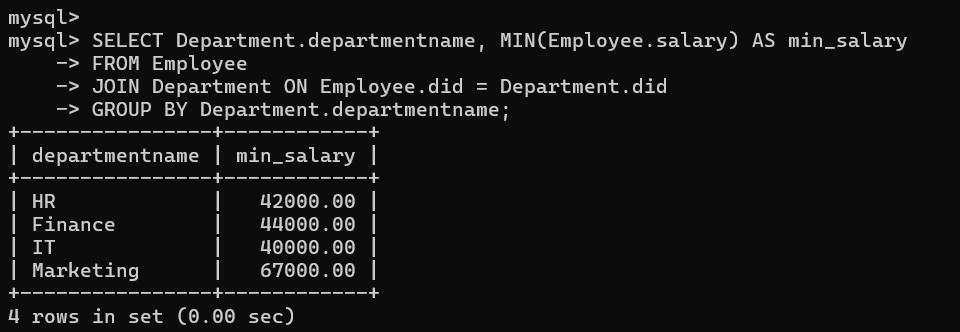 mysql>
mysql> SELECT Department.departmentname, MIN(Employee.salary) AS min_salary
    -> FROM Employee
    -> JOIN Department ON Employee.did = Department.did
    -> GROUP BY Department.departmentname;
+----------------+------------+
| departmentname | min_salary |
+----------------+------------+
| HR             |   42000.00 |
| Finance        |   44000.00 |
| IT             |   40000.00 |
| Marketing      |   67000.00 |
+----------------+------------+
4 rows in set (0.00 sec)